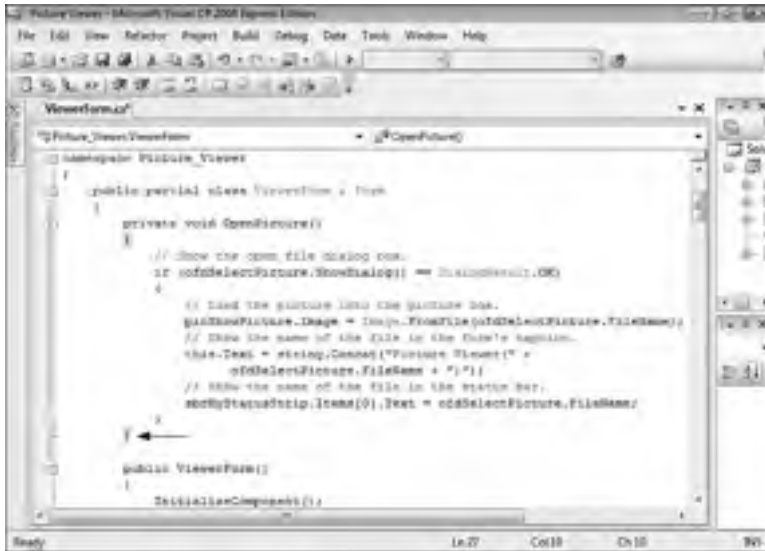 Picture Viewer - Microsoft Visual C# 2008 Express Edition
File Edit View Refactor Project Build Debug Data Tools Window Help
ViewerForm.cs*
Picture_Viewer.ViewerForm OpenPicture()
namespace Picture_Viewer
{
public partial class ViewerForm : Form
{
private void OpenPicture()
{
// Show the open file dialog box.
if (ofdSelectPicture.ShowDialog() == DialogResult.OK)
{
// Load the picture into the picture box.
picShowPicture.Image = Image.FromFile(ofdSelectPicture.FileName);
// Show the name of the file in the form's caption.
this.Text = string.Concat("Picture Viewer(" +
ofdSelectPicture.FileName + ")");
// Show the name of the file in the status bar.
sbrMyStatusStrip.Items[0].Text = ofdSelectPicture.FileName;
}
}
public ViewerForm()
{
InitializeComponent();
Sol
Ready Ln 27 Col 10 Ch 10 INS